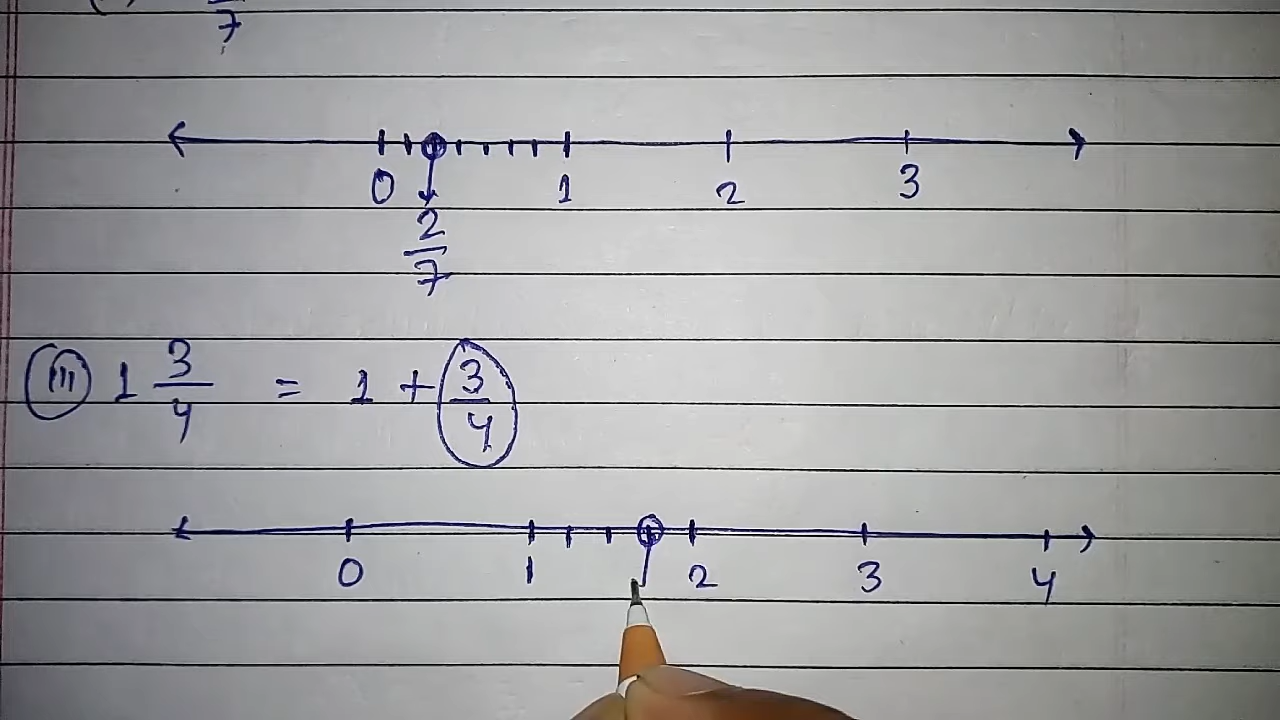 7
0 1 2 3
2/7
(iii) 1 3/4 = 1 + 3/4
0 1 2 3 4